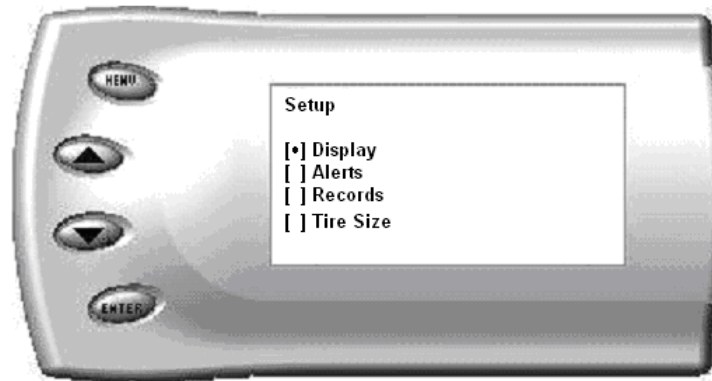 MENU
Setup
[•] Display
[ ] Alerts
[ ] Records
[ ] Tire Size
ENTER